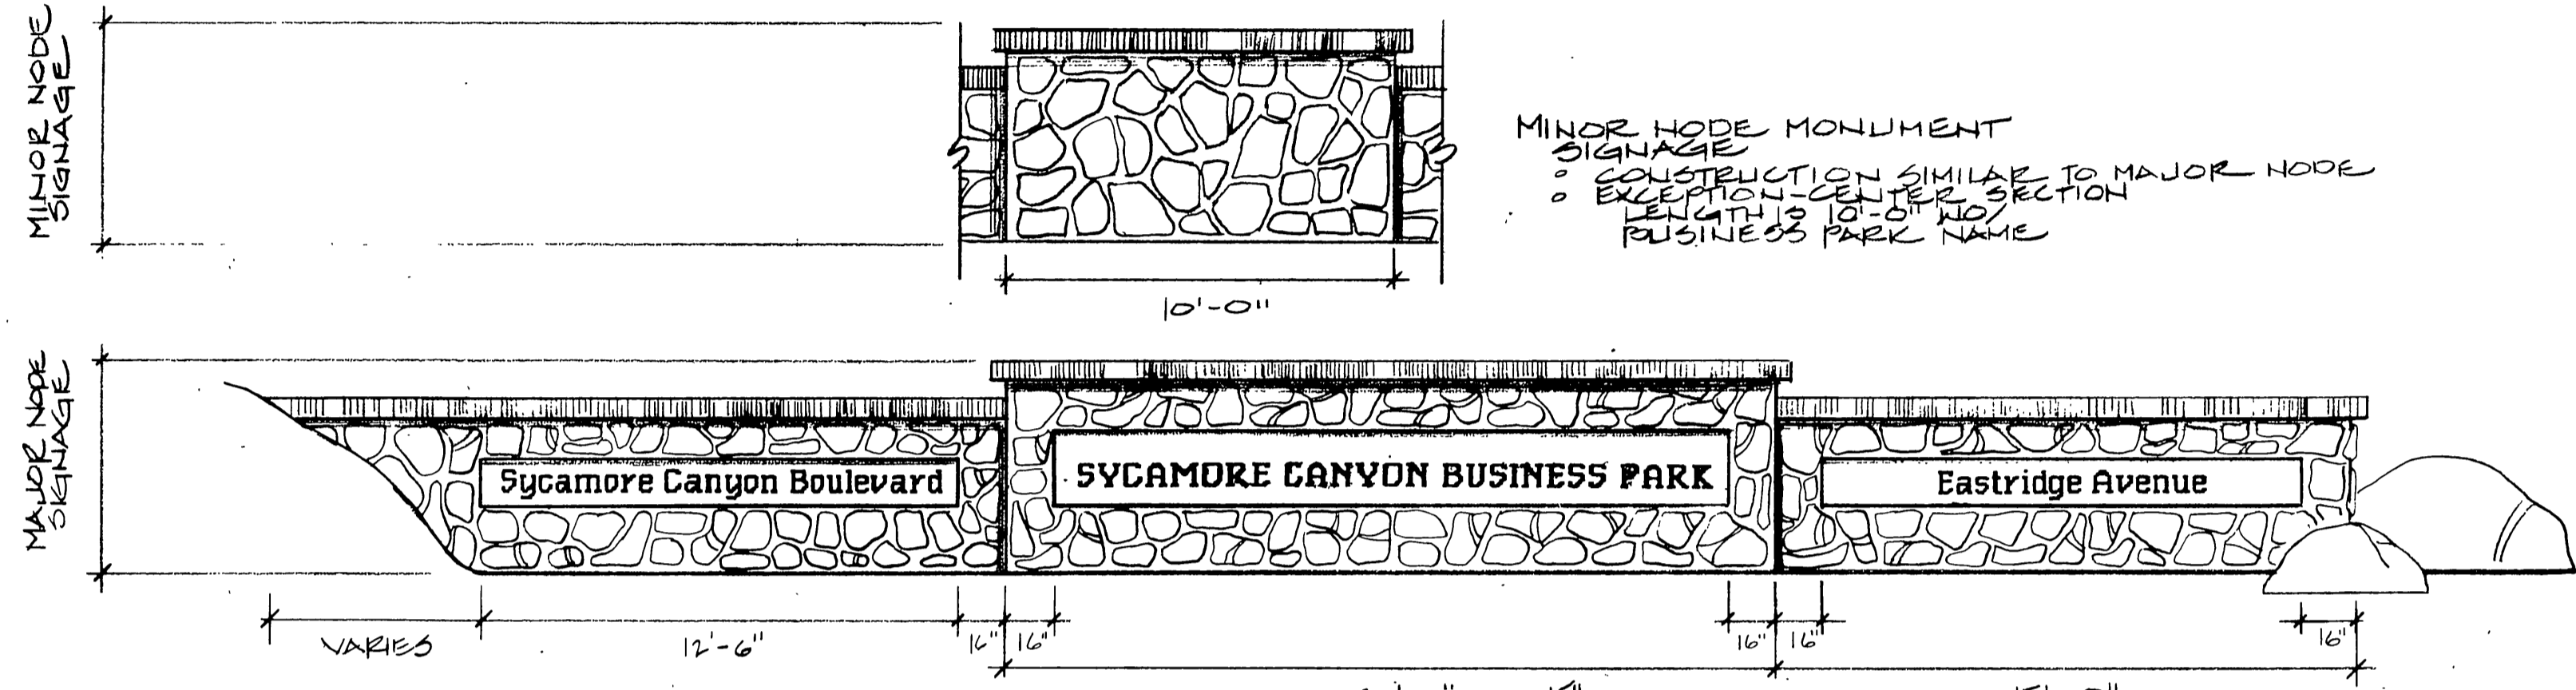 MINOR NODE
SIGNAGE
MINOR NODE MONUMENT
SIGNAGE
° CONSTRUCTION SIMILAR TO MAJOR NODE
° EXCEPTION-CENTER SECTION
LENGTH IS 10'-0" NO/
BUSINESS PARK NAME
10'-0"
MAJOR NODE
SIGNAGE
Sycamore Canyon Boulevard
SYCAMORE CANYON BUSINESS PARK
Eastridge Avenue
VARIES
12'-6"
16"
16"
16"
16"
16"